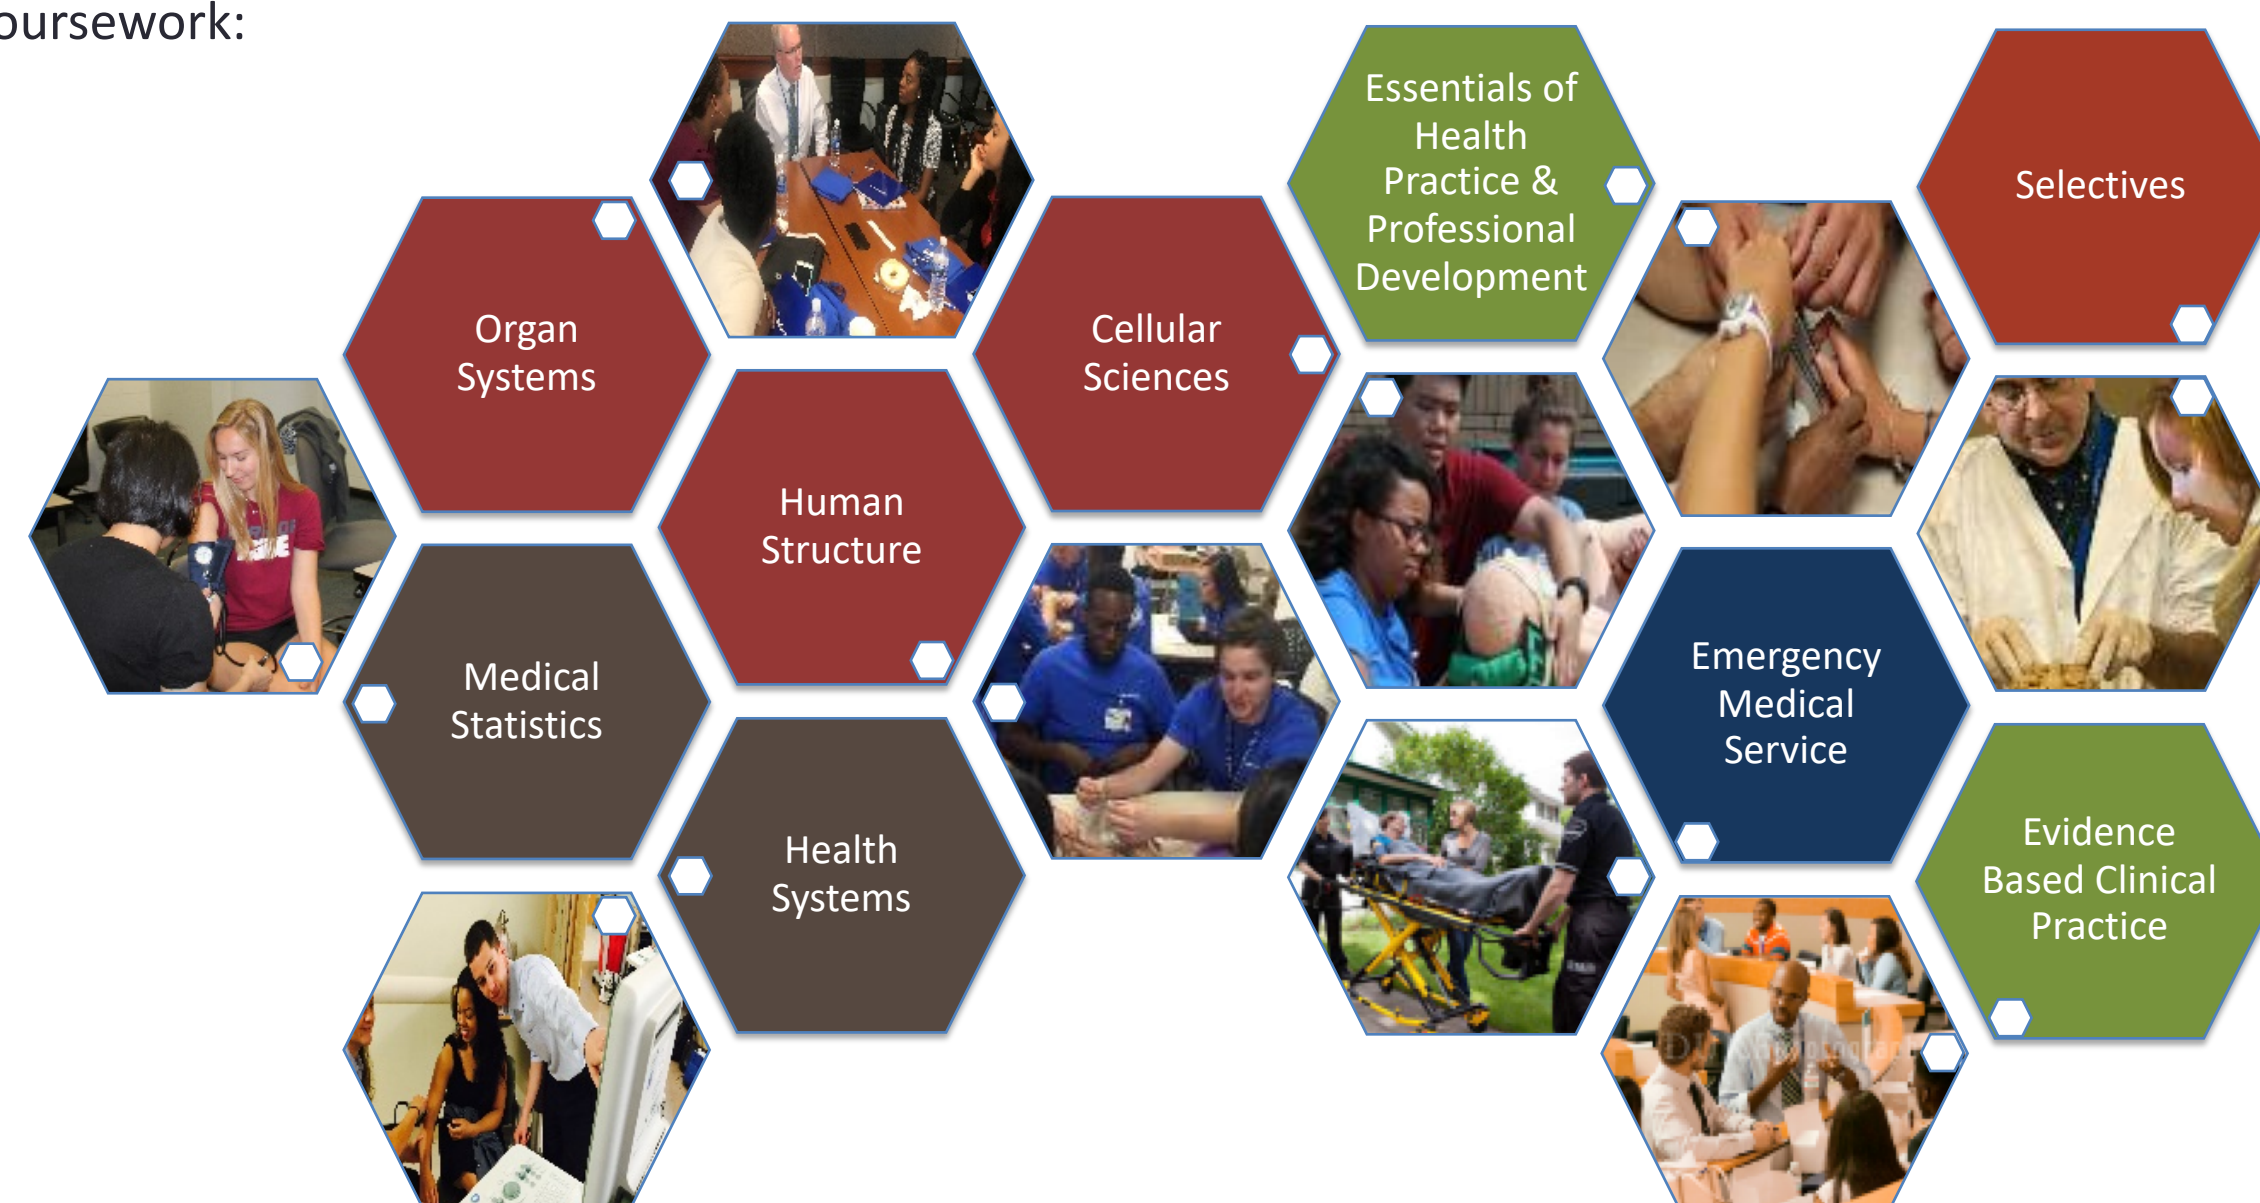 oursework:
Essentials of
Health
Practice &
Professional
Development
Selectives
Organ
Systems
Cellular
Sciences
Human
Structure
Medical
Statistics
Emergency
Medical
Service
Health
Systems
Evidence
Based Clinical
Practice